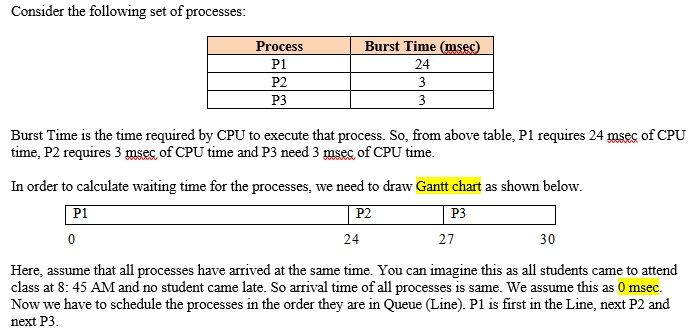 Consider the following set of processes:
Process Burst Time (msec)
P1 24
P2 3
P3 3
Burst Time is the time required by CPU to execute that process. So, from above table, P1 requires 24 msec of CPU
time, P2 requires 3 msec of CPU time and P3 need 3 msec of CPU time.
In order to calculate waiting time for the processes, we need to draw Gantt chart as shown below.
P1 P2 P3
0 24 27 30
Here, assume that all processes have arrived at the same time. You can imagine this as all students came to attend
class at 8: 45 AM and no student came late. So arrival time of all processes is same. We assume this as 0 msec.
Now we have to schedule the processes in the order they are in Queue (Line). P1 is first in the Line, next P2 and
next P3.